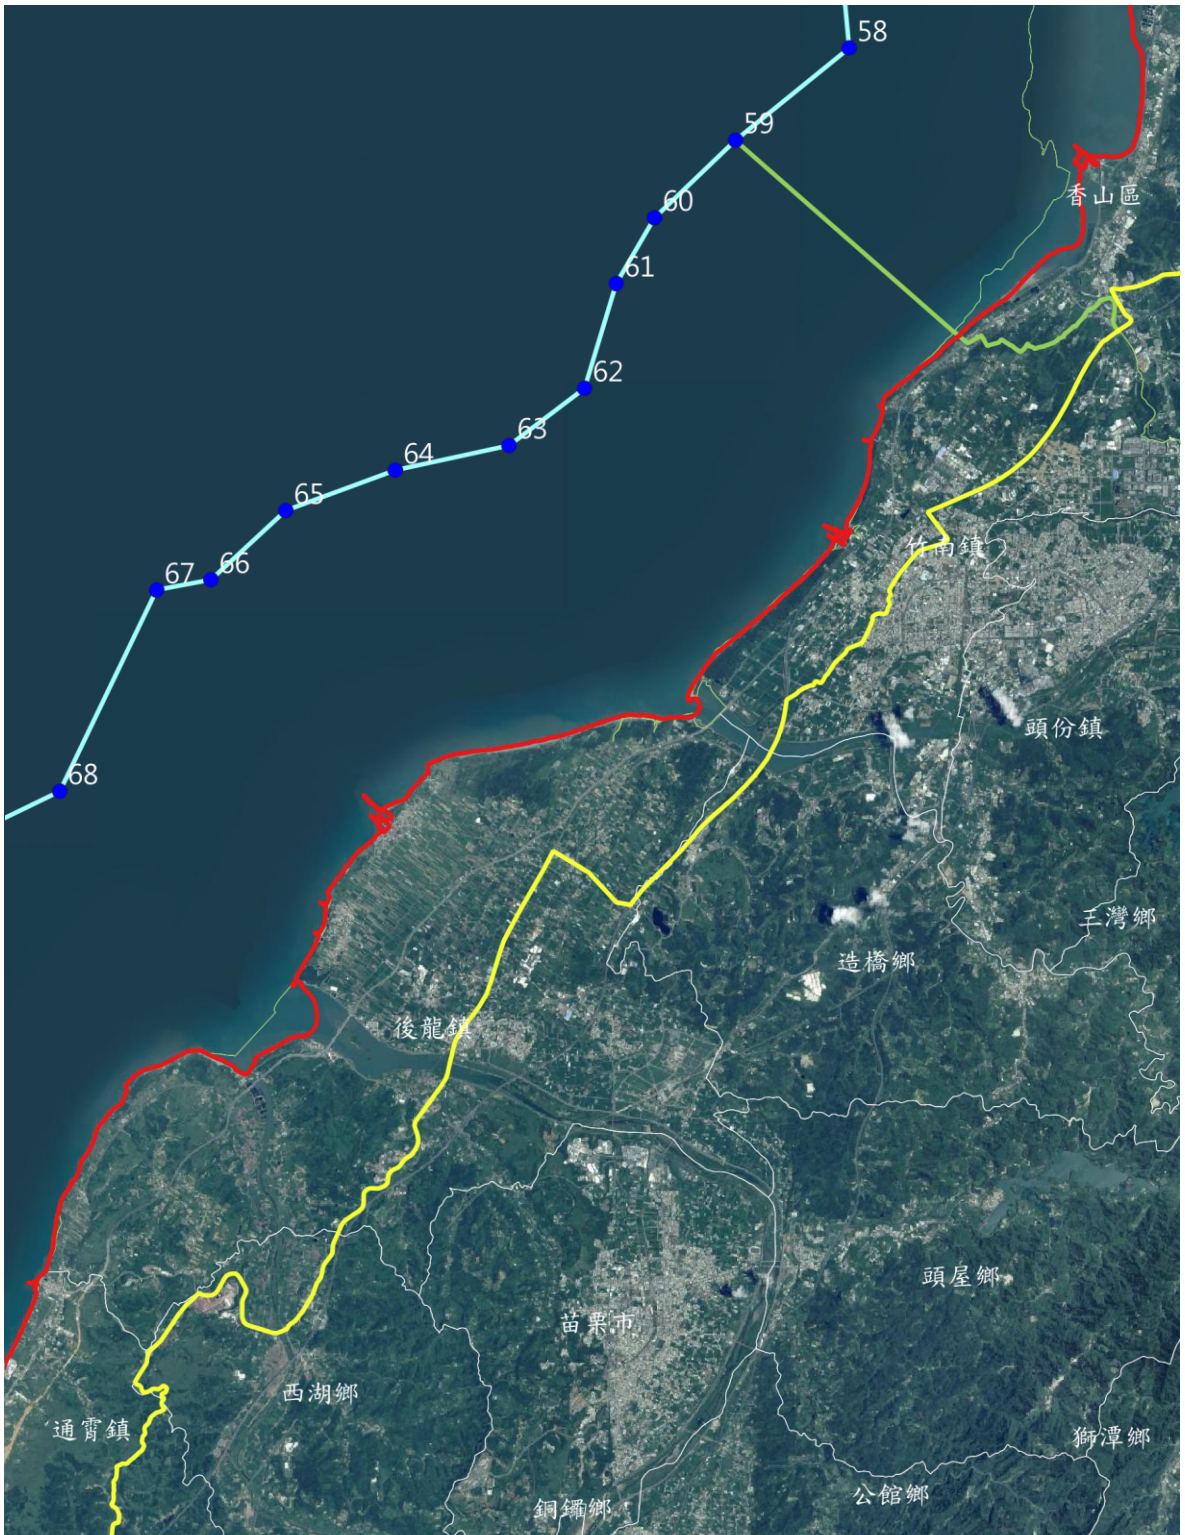 58
59
香山區
60
61
62
63
64
65
竹南鎮
66
67
頭份鎮
68
三灣鄉
造橋鄉
後龍鎮
頭屋鄉
苗栗市
西湖鄉
通霄鎮
獅潭鄉
公館鄉
銅鑼鄉